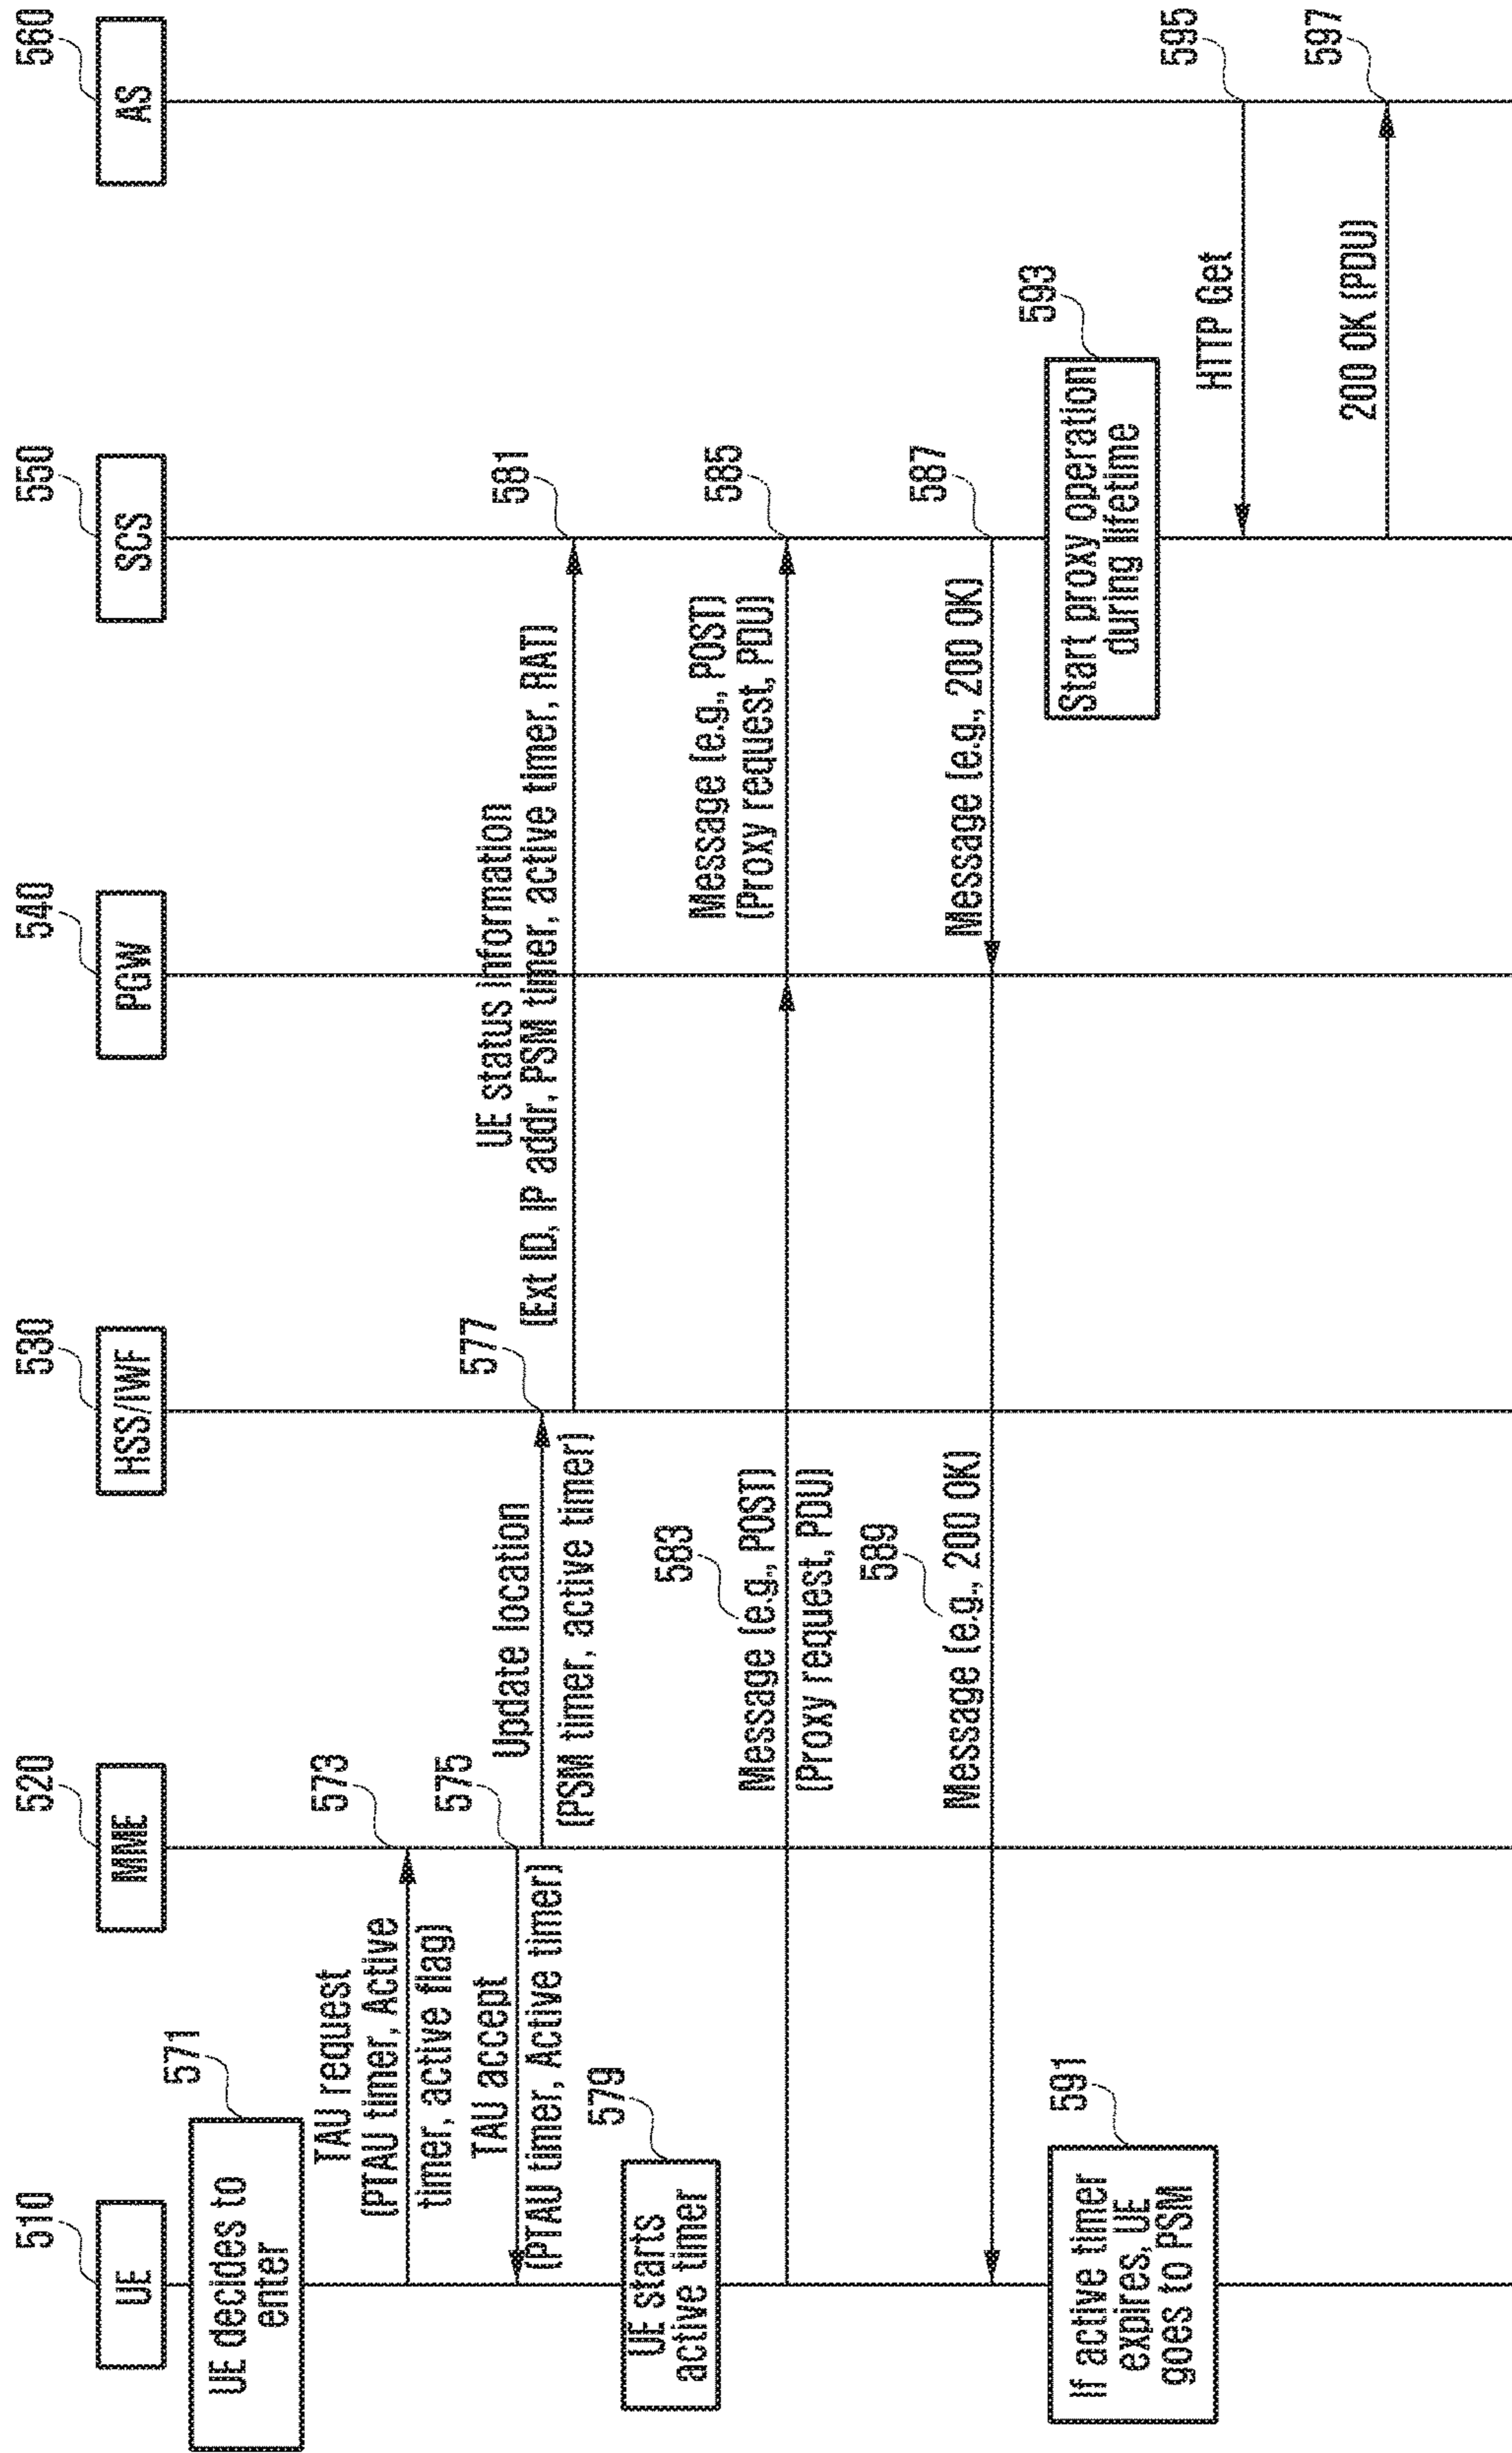 510
520
530
540
550
560
UE
MME
HSS/IWF
PGW
SCS
AS
571
UE decides to
enter
573
TAU request
(PTAU timer, Active
timer, active flag)
575
TAU accept
(PTAU timer, Active timer)
577
Update location
(PSM timer, active timer)
581
UE status information
(Ext ID, IP addr, PSM timer, active timer, RAT)
579
UE starts
active timer
583
Message (e.g., POST)
(Proxy request, PDU)
585
Message (e.g., POST)
(Proxy request, PDU)
587
Message (e.g., 200 OK)
589
Message (e.g., 200 OK)
591
If active timer
expires, UE
goes to PSM
593
Start proxy operation
during lifetime
595
HTTP Get
597
200 OK (PDU)